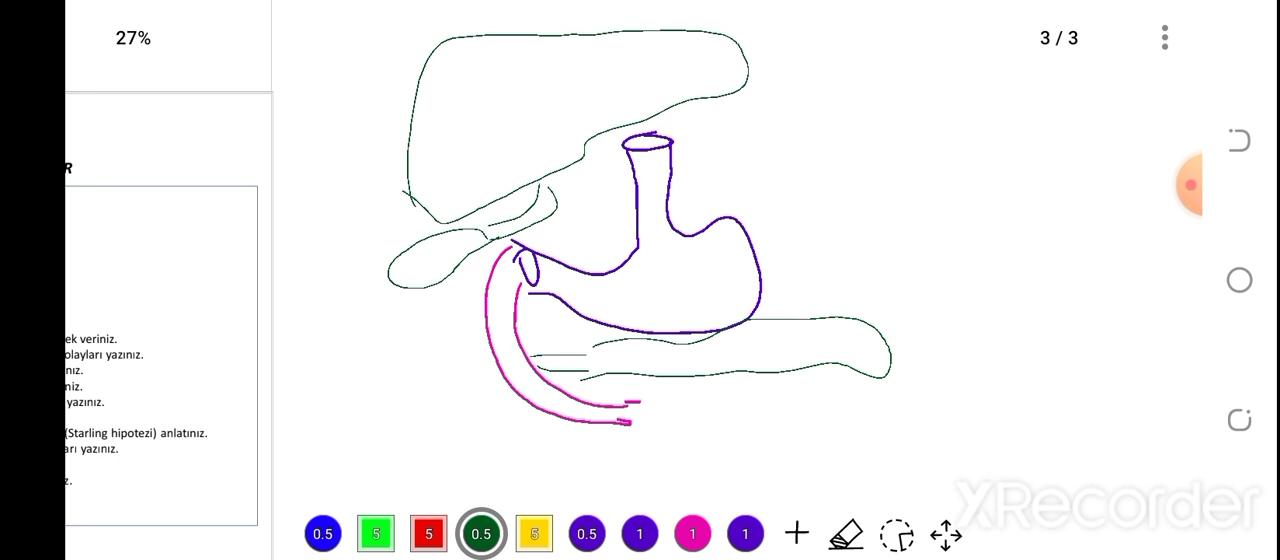 27%
3 / 3
R
ek veriniz.
olayları yazınız.
nız.
niz.
yazınız.
(Starling hipotezi) anlatınız.
arı yazınız.
z.
XRecorder
0.5 5 5 0.5 5 0.5 1 1 1